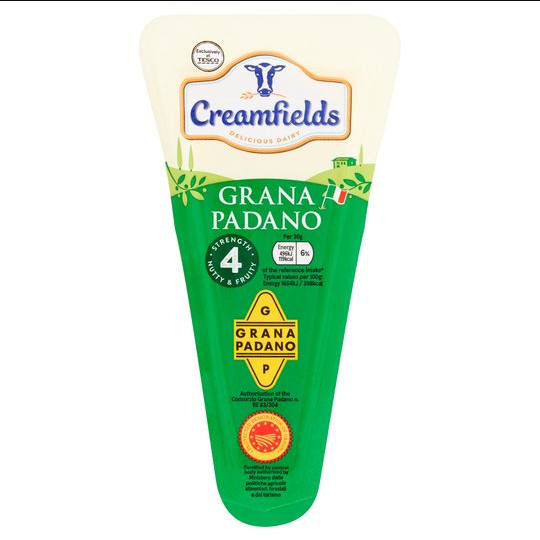 Exclusively
at
TESCO
Creamfields
DELICIOUS DAIRY
GRANA
PADANO
STRENGTH
4
NUTTY & FRUITY
Per 30g
Energy
496kJ
119kcal
6%
of the reference intake*
Typical values per 100g:
Energy 1654kJ / 398kcal
G
GRANA
PADANO
P
Authorisation of the
Consorzio Grana Padano n.
Certified by control
body authorised by
Ministero delle
politiche agricole
alimentari, forestali
e del turismo